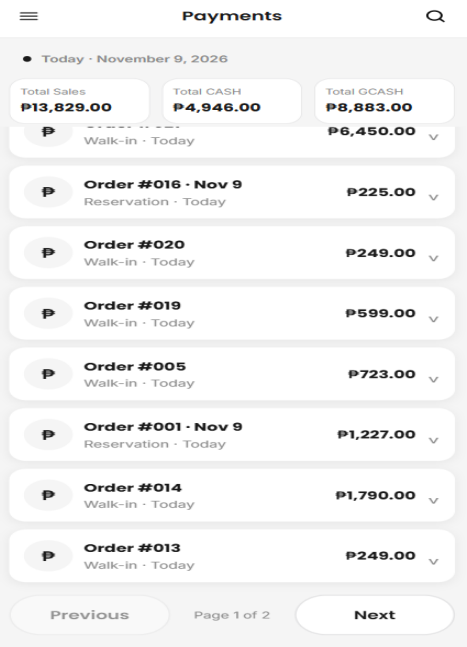 Payments
Today · November 9, 2026
Total Sales
₱13,829.00
Total CASH
₱4,946.00
Total GCASH
₱8,883.00
₱6,450.00
Walk-in · Today
Order #016 · Nov 9
₱225.00
Reservation · Today
Order #020
₱249.00
Walk-in · Today
Order #019
₱599.00
Walk-in · Today
Order #005
₱723.00
Walk-in · Today
Order #001 · Nov 9
₱1,227.00
Reservation · Today
Order #014
₱1,790.00
Walk-in · Today
Order #013
₱249.00
Walk-in · Today
Previous
Page 1 of 2
Next